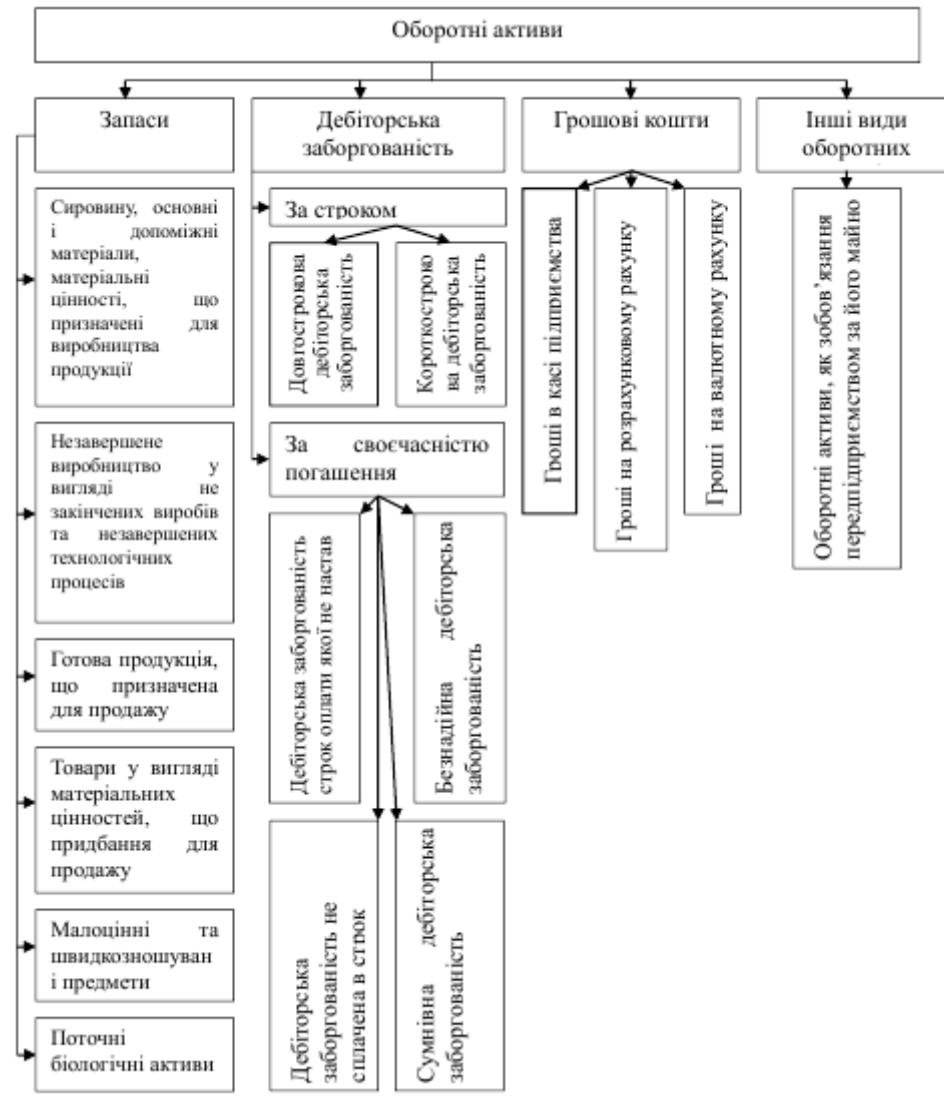 Оборотні активи
Запаси
Дебіторська
заборгованість
Грошові кошти
Інші види
оборотних
Сировину, основні
і допоміжні
матеріали,
матеріальні
цінності, що
призначені для
виробництва
продукції
Незавершене
виробництво у
вигляді не
закінчених виробів
та незавершених
технологічних
процесів
Готова продукція,
що призначена
для продажу
Товари у вигляді
матеріальних
цінностей, що
придбання для
продажу
Малоцінні та
швидкозношуван
і предмети
Поточні
біологічні активи
За строком
Довгострокова
дебіторська
заборгованість
Короткостроко
ва дебіторська
заборгованість
За своєчасністю
погашення
Дебіторська заборгованість
строк оплати якої не настав
Безнадійна дебіторська
заборгованість
Дебіторська
заборгованість не
сплачена в строк
Сумнівна дебіторська
заборгованість
Гроші в касі підприємства
Гроші на розрахунковому рахунку
Гроші на валютному рахунку
Оборотні активи, як зобов’язання
передпідприємством за його майно